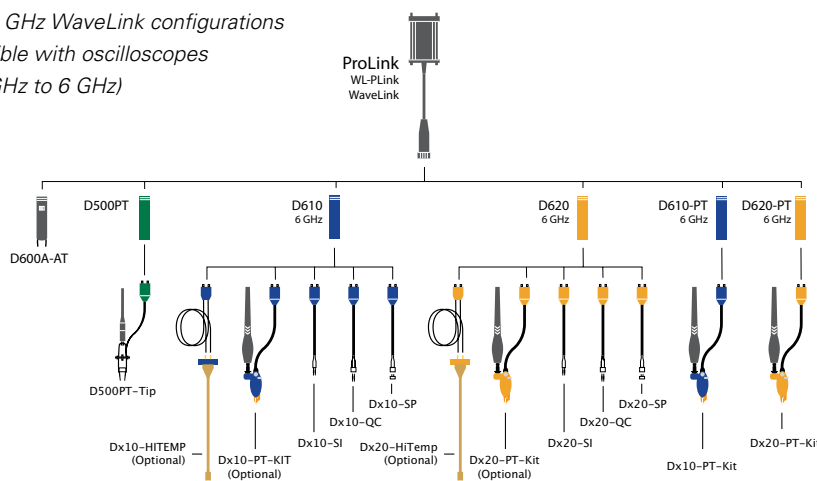 GHz WaveLink configurations
ble with oscilloscopes
GHz to 6 GHz)
ProLink
WL-PLink
WaveLink
D600A-AT
D500PT
D610
6 GHz
D620
6 GHz
D610-PT
6 GHz
D620-PT
6 GHz
D500PT-Tip
Dx10-HITEMP
(Optional)
Dx10-PT-KIT
(Optional)
Dx10-SI
Dx10-QC
Dx10-SP
Dx20-HiTemp
(Optional)
Dx20-PT-Kit
(Optional)
Dx20-SI
Dx20-QC
Dx20-SP
Dx10-PT-Kit
Dx20-PT-Kit